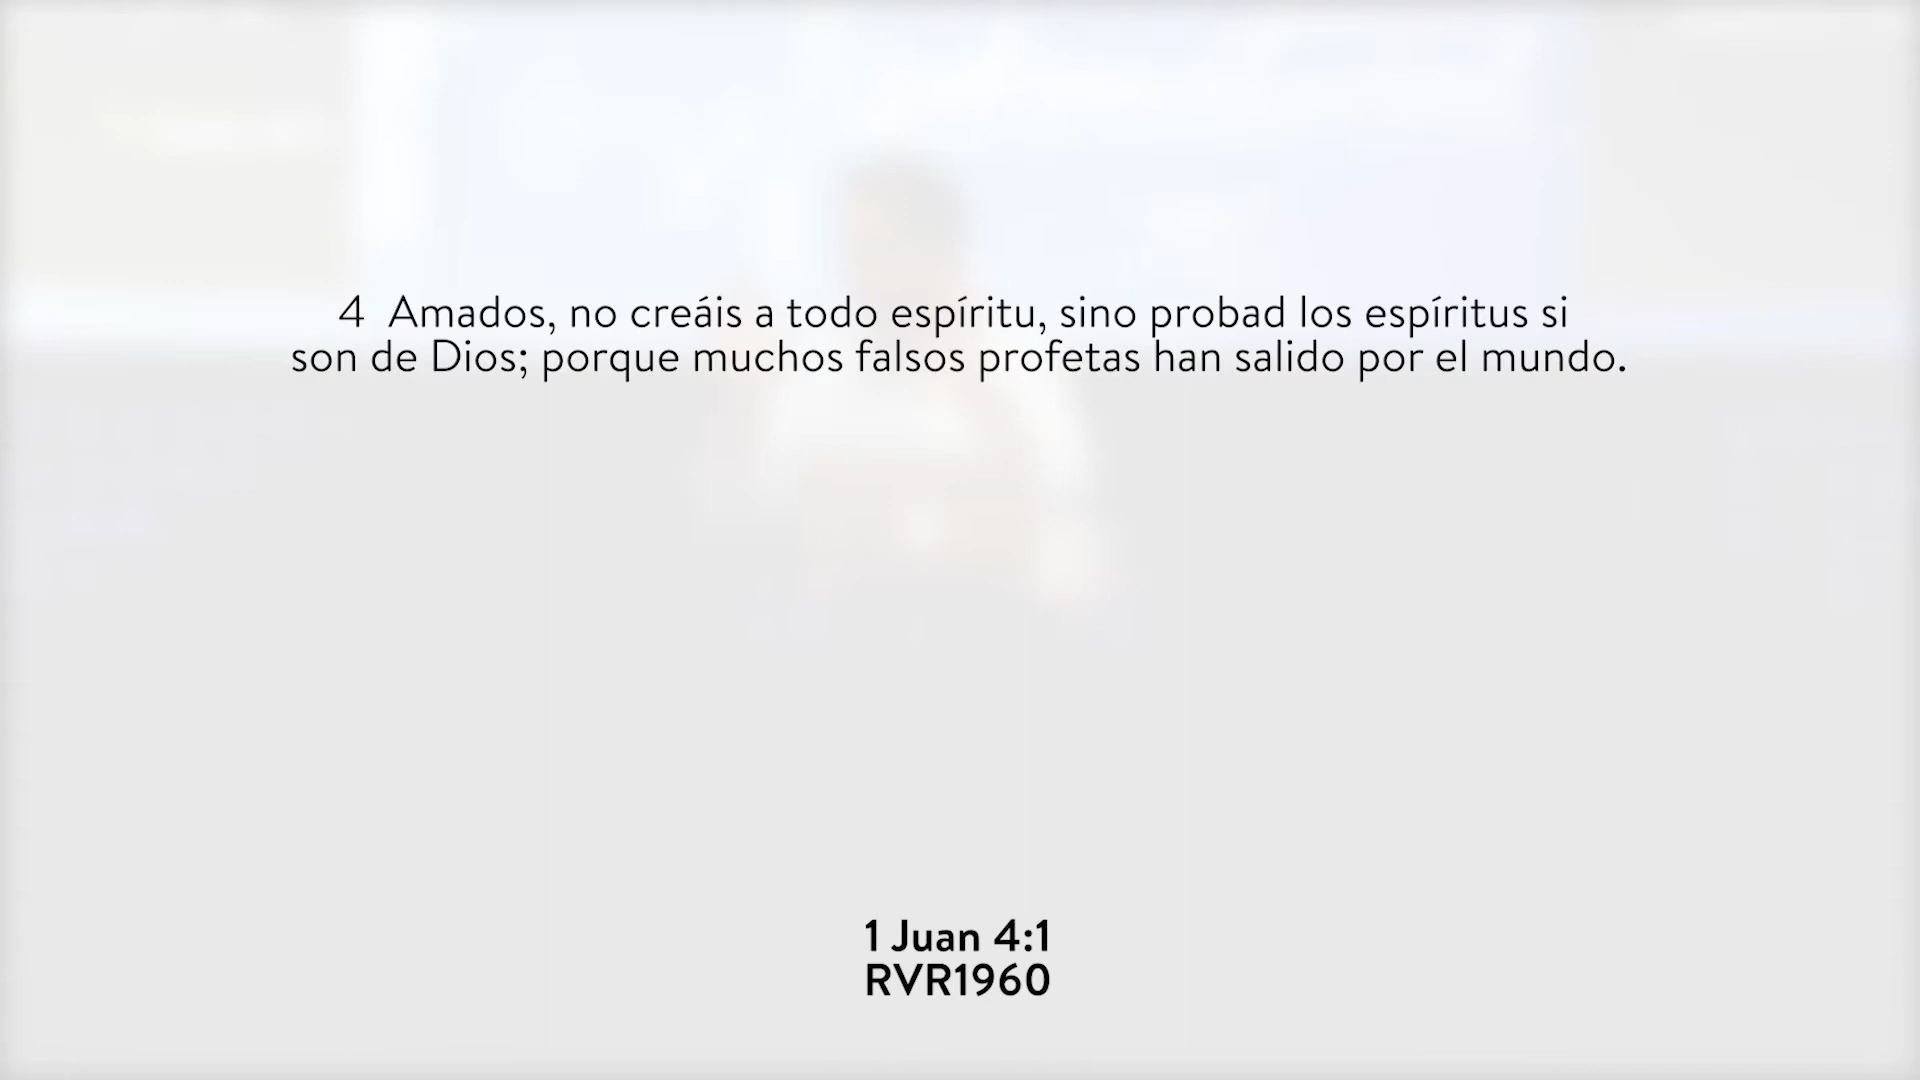 4 Amados, no creáis a todo espíritu, sino probad los espíritus si
son de Dios; porque muchos falsos profetas han salido por el mundo.
1 Juan 4:1
RVR1960